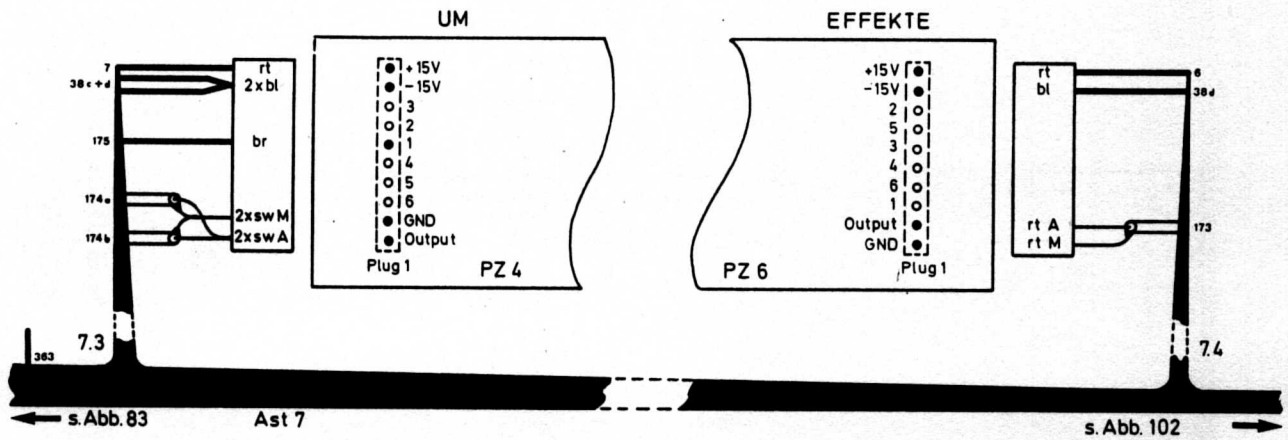 UM
EFFEKTE
7
38c+d
175
174a
174b
rt
2xbl
br
2xswM
2xswA
+15V
-15V
3
2
1
4
5
6
GND
Output
Plug 1
PZ 4
PZ 6
+15V
-15V
2
5
3
4
6
1
Output
GND
Plug 1
rt
bl
rt A
rt M
6
38d
173
7.3
7.4
363
s. Abb. 83
Ast 7
s. Abb. 102